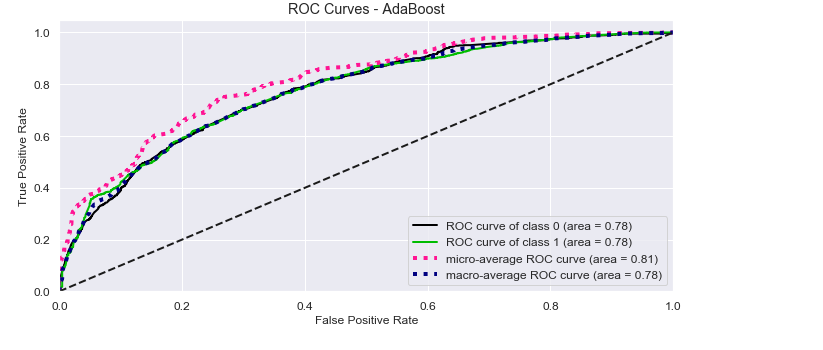 ROC Curves - AdaBoost
True Positive Rate
1.0
0.8
0.6
0.4
0.2
0.0
ROC curve of class 0 (area = 0.78)
ROC curve of class 1 (area = 0.78)
micro-average ROC curve (area = 0.81)
macro-average ROC curve (area = 0.78)
0.0 0.2 0.4 0.6 0.8 1.0
False Positive Rate